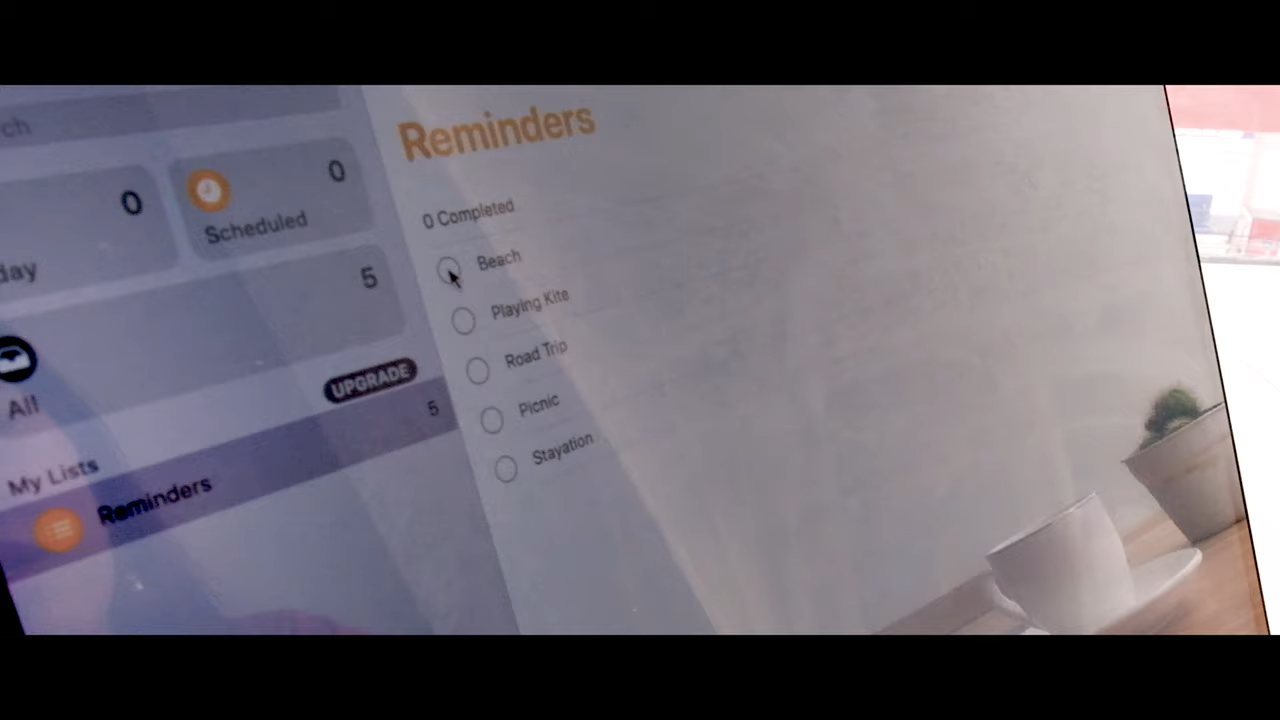 ch
0
0
Scheduled
day
5
All
UPGRADE
My Lists
Reminders
5
Reminders
0 Completed
Beach
Playing Kite
Road Trip
Picnic
Stayation